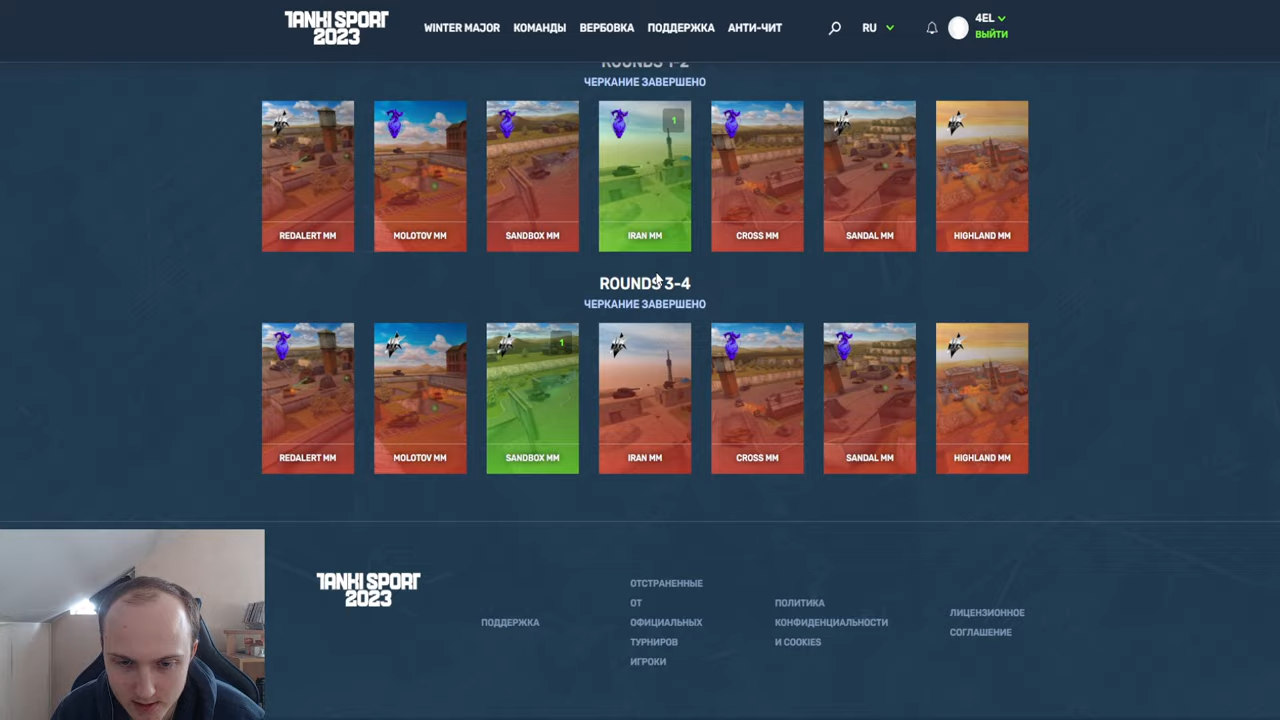 TANKI SPORT
2023
WINTER MAJOR
КОМАНДЫ
ВЕРБОВКА
ПОДДЕРЖКА
АНТИ-ЧИТ
RU
4EL
ВЫЙТИ
ROUNDS 1-2
ЧЕРКАНИЕ ЗАВЕРШЕНО
1
REDALERT MM
MOLOTOV MM
SANDBOX MM
IRAN MM
CROSS MM
SANDAL MM
HIGHLAND MM
ROUNDS 3-4
ЧЕРКАНИЕ ЗАВЕРШЕНО
1
REDALERT MM
MOLOTOV MM
SANDBOX MM
IRAN MM
CROSS MM
SANDAL MM
HIGHLAND MM
TANKI SPORT
2023
ПОДДЕРЖКА
ОТСТРАНЕННЫЕ
ОТ
ОФИЦИАЛЬНЫХ
ТУРНИРОВ
ИГРОКИ
ПОЛИТИКА
КОНФИДЕНЦИАЛЬНОСТИ
И COOKIES
ЛИЦЕНЗИОННОЕ
СОГЛАШЕНИЕ